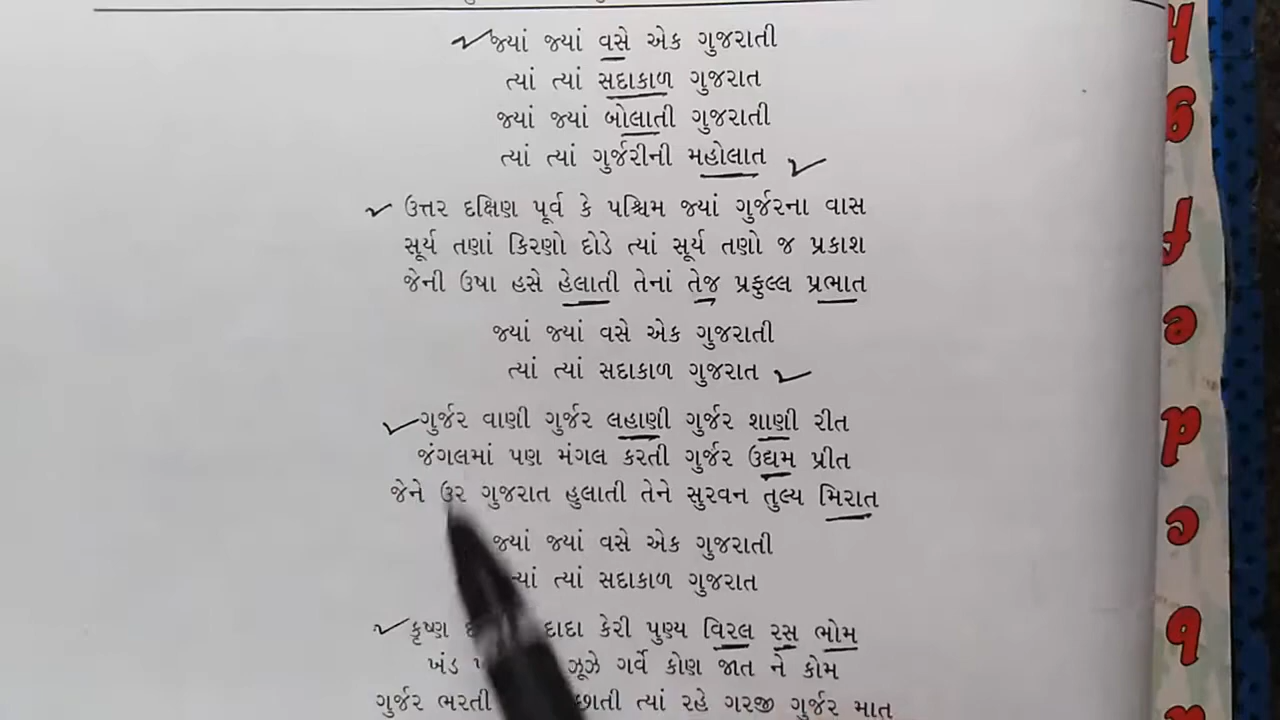 જ્યાં જ્યાં વસે એક ગુજરાતી
ત્યાં ત્યાં સદાકાળ ગુજરાત
જ્યાં જ્યાં બોલાતી ગુજરાતી
ત્યાં ત્યાં ગુર્જરીની મહોલાત
ઉત્તર દક્ષિણ પૂર્વ કે પશ્ચિમ જ્યાં ગુર્જરના વાસ
સૂર્ય તણાં કિરણો દોડે ત્યાં સૂર્ય તણો જ પ્રકાશ
જેની ઉષા હસે હેલાતી તેનાં તેજ પ્રફુલ્લ પ્રભાત
જ્યાં જ્યાં વસે એક ગુજરાતી
ત્યાં ત્યાં સદાકાળ ગુજરાત
ગુર્જર વાણી ગુર્જર લહાણી ગુર્જર શાણી રીત
જંગલમાં પણ મંગલ કરતી ગુર્જર ઉદ્યમ પ્રીત
જેને ઉર ગુજરાત હુલાતી તેને સુરવન તુલ્ય મિરાત
જ્યાં જ્યાં વસે એક ગુજરાતી
ત્યાં સદાકાળ ગુજરાત
કૃષ્ણ દાદા કેરી પુણ્ય વિરલ રસ ભોમ
ખંડ ઝૂઝે ગર્વે કોણ જાત ને કોમ
ગુર્જર ભરતી છાતી ત્યાં રહે ગરજી ગુર્જર માત
H
g
f
e
d
c
b